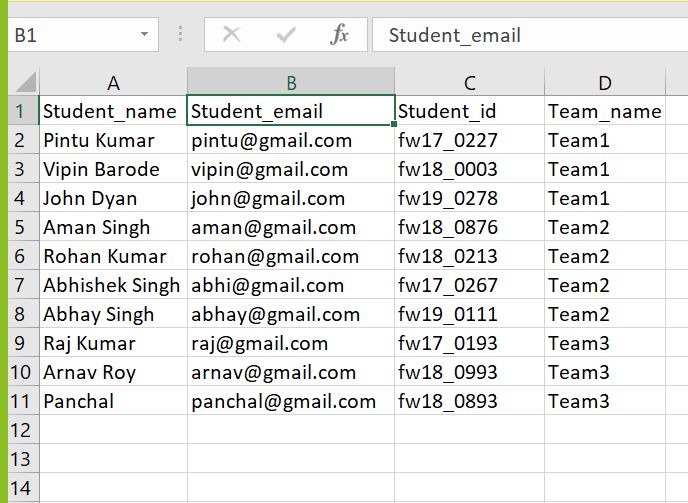 B1 fx Student_email
A B C D
1 Student_name Student_email Student_id Team_name
2 Pintu Kumar pintu@gmail.com fw17_0227 Team1
3 Vipin Barode vipin@gmail.com fw18_0003 Team1
4 John Dyan john@gmail.com fw19_0278 Team1
5 Aman Singh aman@gmail.com fw18_0876 Team2
6 Rohan Kumar rohan@gmail.com fw18_0213 Team2
7 Abhishek Singh abhi@gmail.com fw17_0267 Team2
8 Abhay Singh abhay@gmail.com fw19_0111 Team2
9 Raj Kumar raj@gmail.com fw17_0193 Team3
10 Arnav Roy arnav@gmail.com fw18_0993 Team3
11 Panchal panchal@gmail.com fw18_0893 Team3
12
13
14